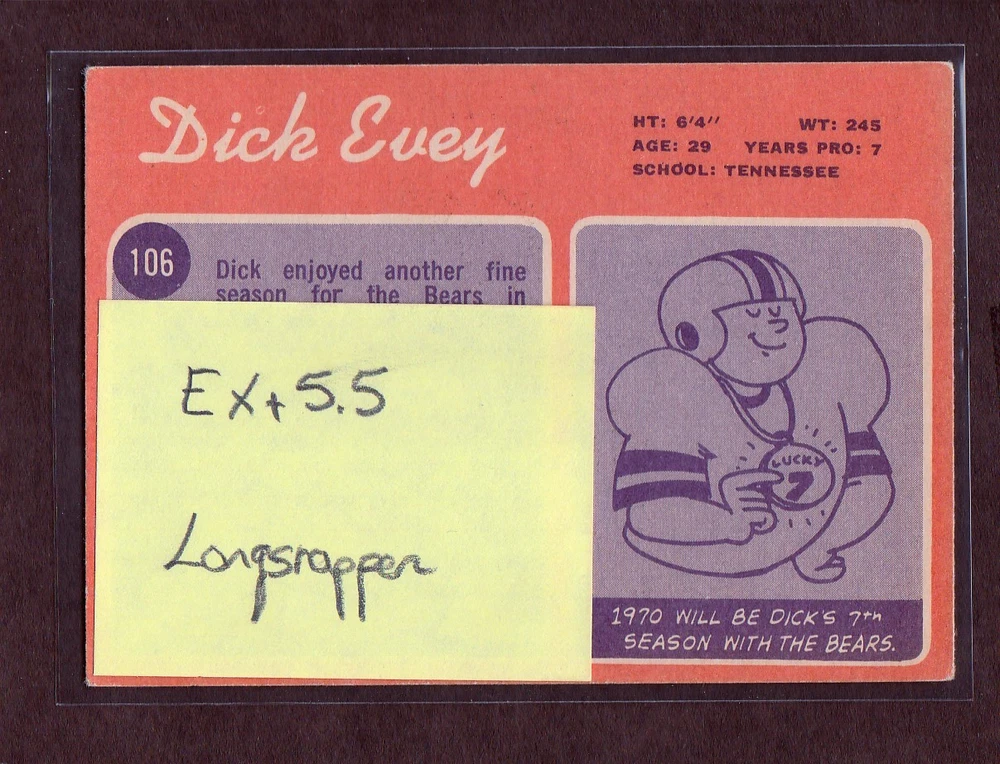 Dick Evey
HT: 6'4'' WT: 245
AGE: 29 YEARS PRO: 7
SCHOOL: TENNESSEE
106
Dick enjoyed another fine
season for the Bears in
EX+ 5.5
Longsnapper
LUCKY
7
1970 WILL BE DICK'S 7th
SEASON WITH THE BEARS.